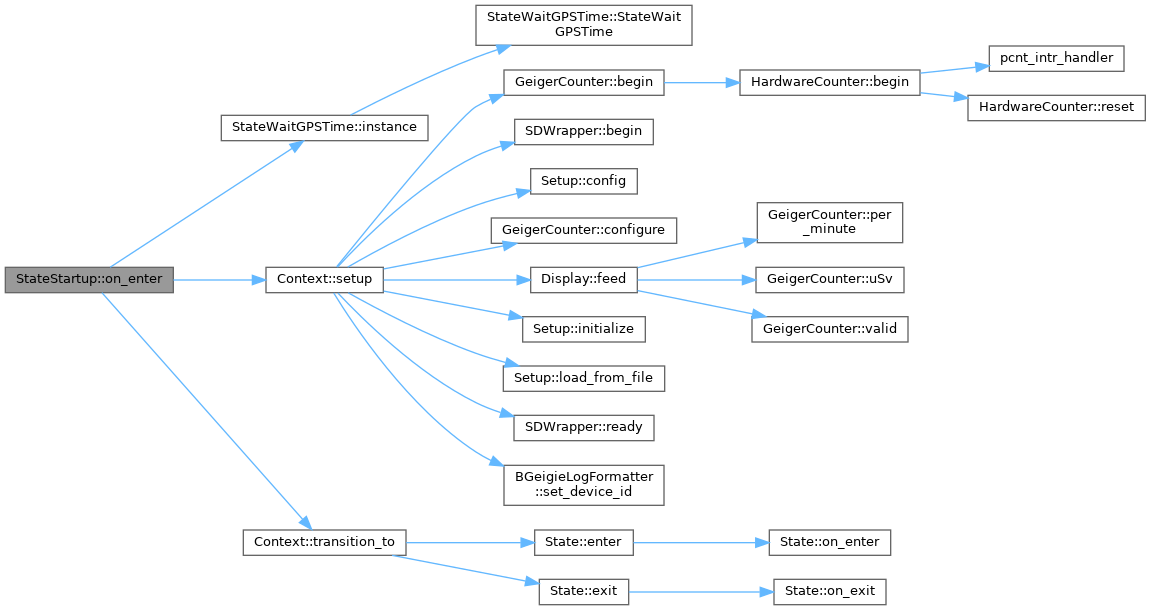 StateStartup::on_enter
StateWaitGPSTime::instance
StateWaitGPSTime::StateWait
GPSTime
Context::setup
GeigerCounter::begin
HardwareCounter::begin
pcnt_intr_handler
HardwareCounter::reset
SDWrapper::begin
Setup::config
GeigerCounter::configure
Display::feed
GeigerCounter::per
_minute
GeigerCounter::uSv
GeigerCounter::valid
Setup::initialize
Setup::load_from_file
SDWrapper::ready
BGeigieLogFormatter
::set_device_id
Context::transition_to
State::enter
State::on_enter
State::exit
State::on_exit